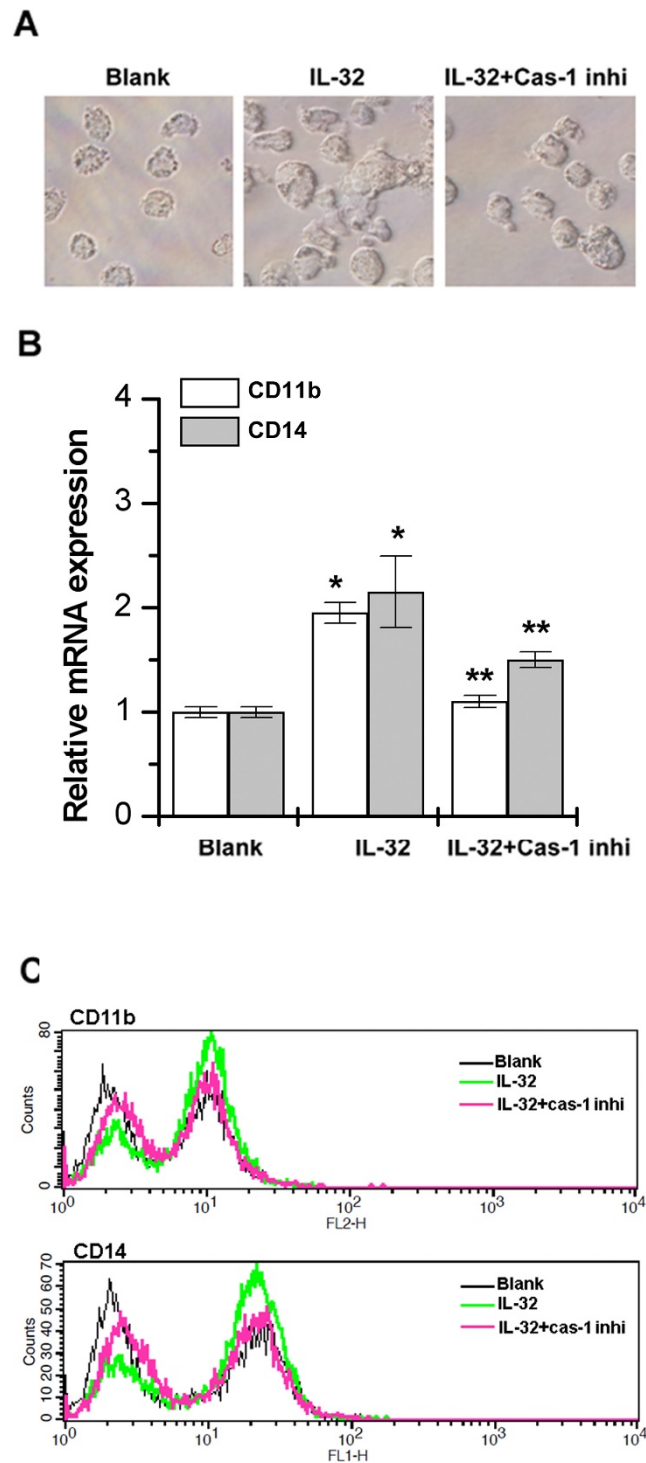 A
Blank IL-32 IL-32+Cas-1 inhi
B
CD11b
CD14
Relative mRNA expression
4
3
2
1
0
* *
** **
Blank IL-32 IL-32+Cas-1 inhi
C
CD11b
80
Counts
0
Blank
IL-32
IL-32+cas-1 inhi
10^0 10^1 10^2 10^3 10^4
FL2-H
CD14
70
60
50
40
30
20
10
0
Counts
Blank
IL-32
IL-32+cas-1 inhi
10^0 10^1 10^2 10^3 10^4
FL1-H